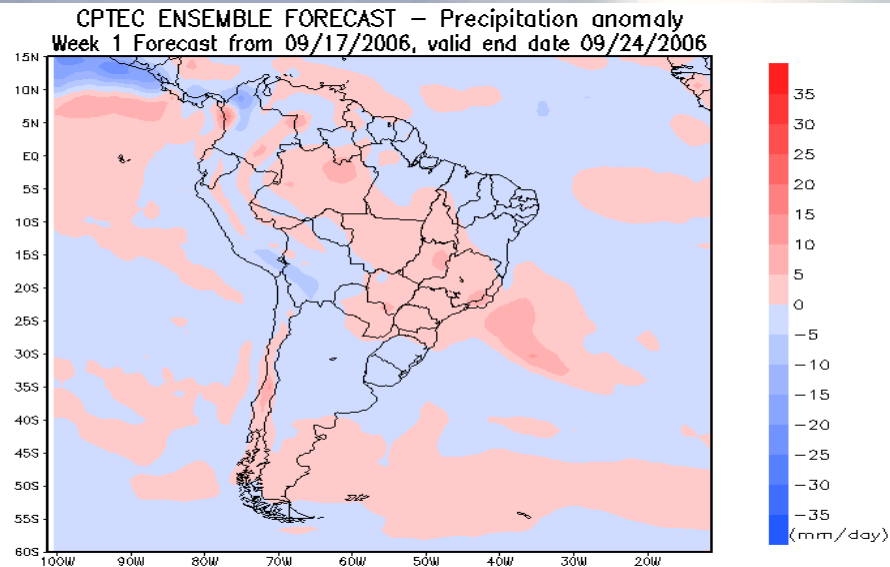 CPTEC ENSEMBLE FORECAST – Precipitation anomaly
Week 1 Forecast from 09/17/2006, valid end date 09/24/2006
15N
10N
5N
EQ
5S
10S
15S
20S
25S
30S
35S
40S
45S
50S
55S
60S
100W 90W 80W 70W 60W 50W 40W 30W 20W
35
30
25
20
15
10
5
0
−5
−10
−15
−20
−25
−30
−35
(mm/day)